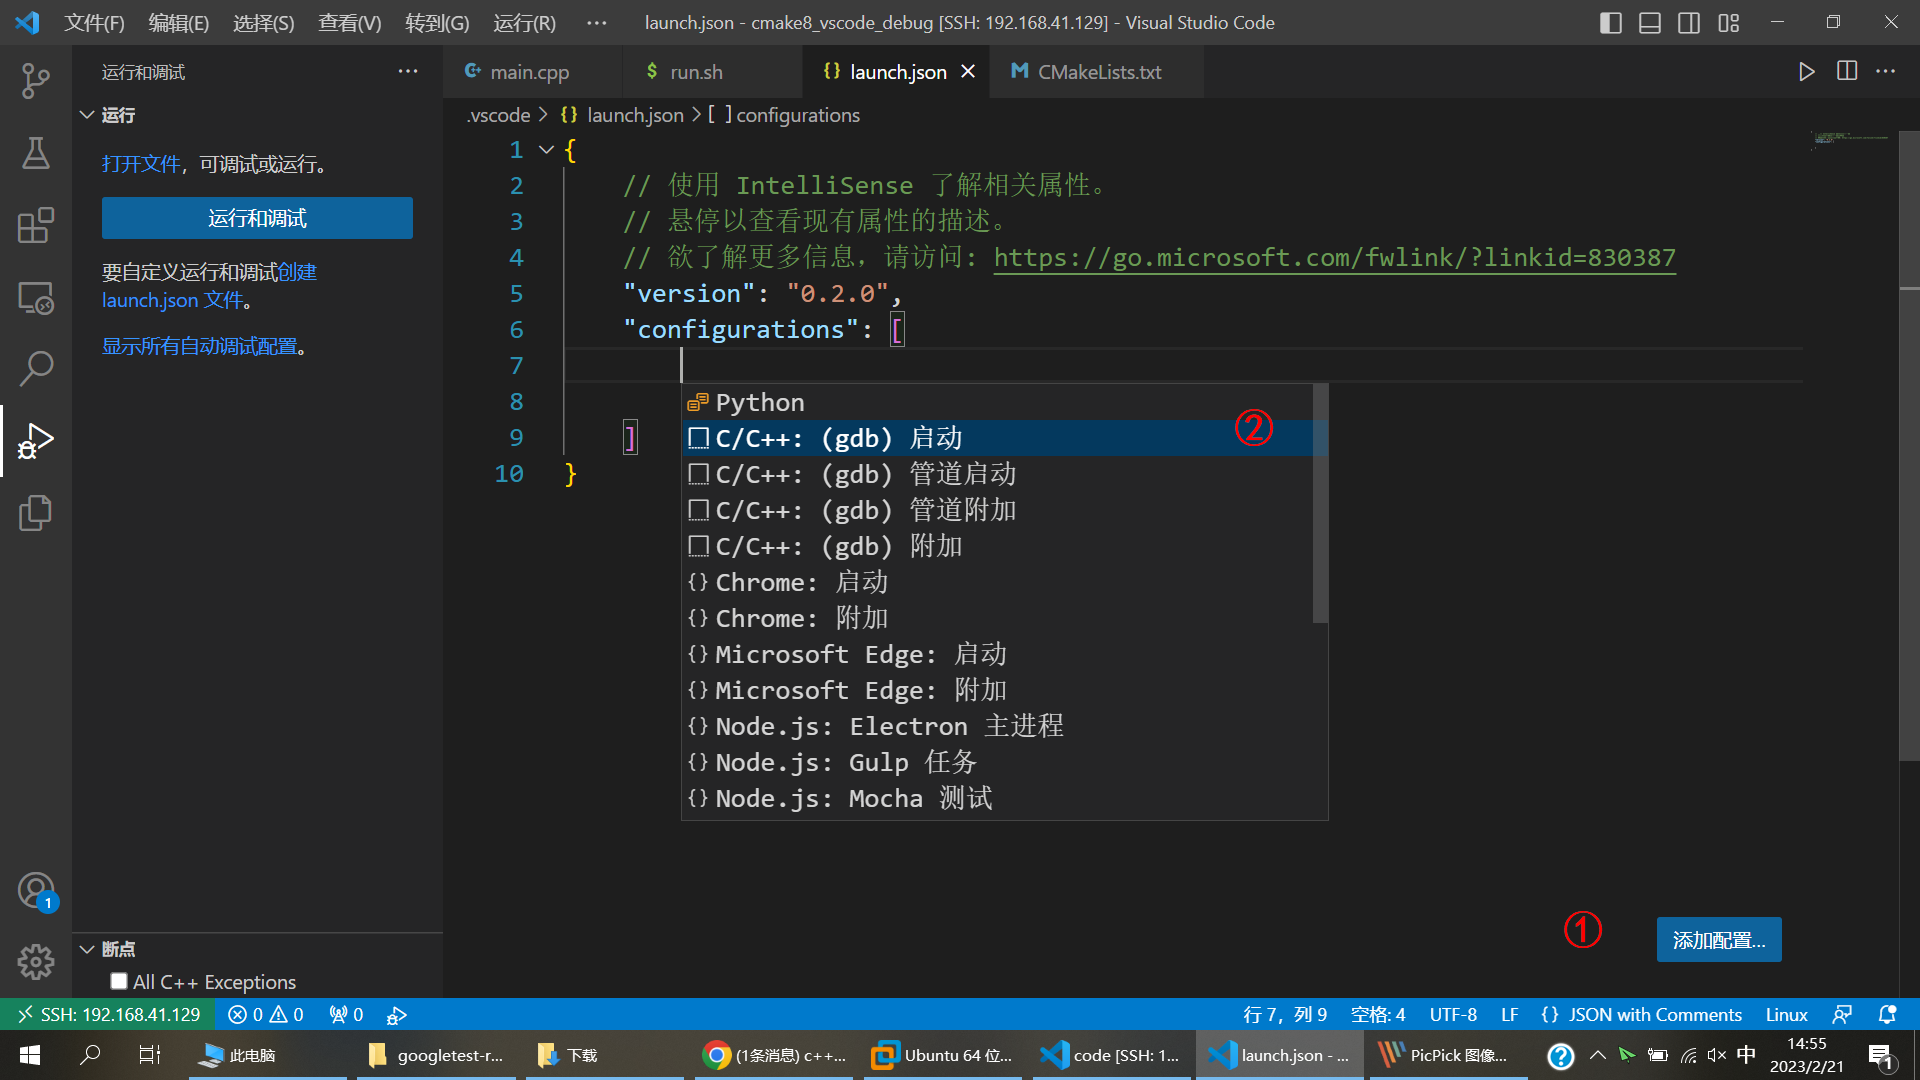 文件(F) 编辑(E) 选择(S) 查看(V) 转到(G) 运行(R) ··· launch.json - cmake8_vscode_debug [SSH: 192.168.41.129] - Visual Studio Code
运行和调试 ···
main.cpp
$ run.sh
{} launch.json
M CMakeLists.txt
.vscode > {} launch.json > [ ] configurations
运行
打开文件，可调试或运行。
运行和调试
要自定义运行和调试创建
launch.json 文件。
显示所有自动调试配置。
断点
All C++ Exceptions
1 {
2 // 使用 IntelliSense 了解相关属性。
3 // 悬停以查看现有属性的描述。
4 // 欲了解更多信息，请访问: https://go.microsoft.com/fwlink/?linkid=830387
5 "version": "0.2.0",
6 "configurations": [
7
8
9 ]
10 }
Python
C/C++: (gdb) 启动 ②
C/C++: (gdb) 管道启动
C/C++: (gdb) 管道附加
C/C++: (gdb) 附加
{} Chrome: 启动
{} Chrome: 附加
{} Microsoft Edge: 启动
{} Microsoft Edge: 附加
{} Node.js: Electron 主进程
{} Node.js: Gulp 任务
{} Node.js: Mocha 测试
① 添加配置...
1
SSH: 192.168.41.129 0 0 0 行 7，列 9 空格: 4 UTF-8 LF {} JSON with Comments Linux
此电脑 googletest-r... 下载 (1条消息) c++... Ubuntu 64 位... code [SSH: 1... launch.json - ... PicPick 图像... 中 14:55
2023/2/21
1